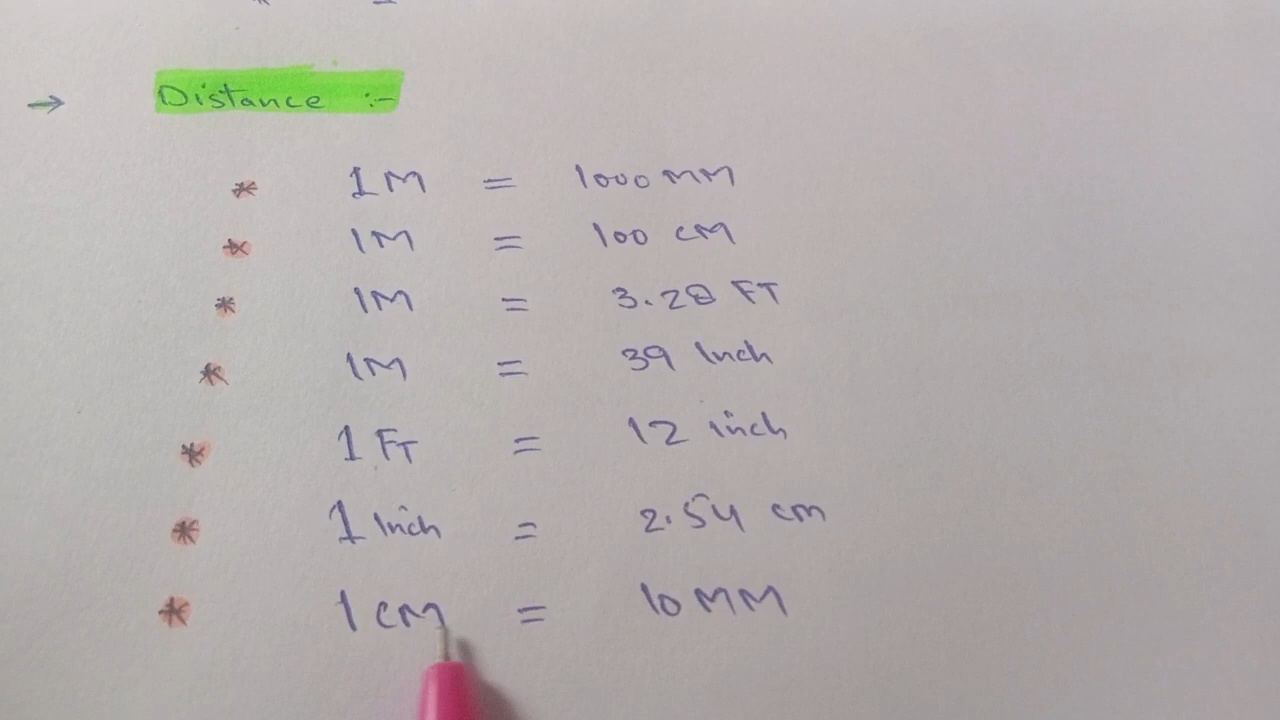 → Distance :-
* 1M = 1000 MM
* 1M = 100 CM
* 1M = 3.28 FT
* 1M = 39 Inch
* 1 FT = 12 inch
* 1 Inch = 2.54 cm
* 1 CM = 10 MM